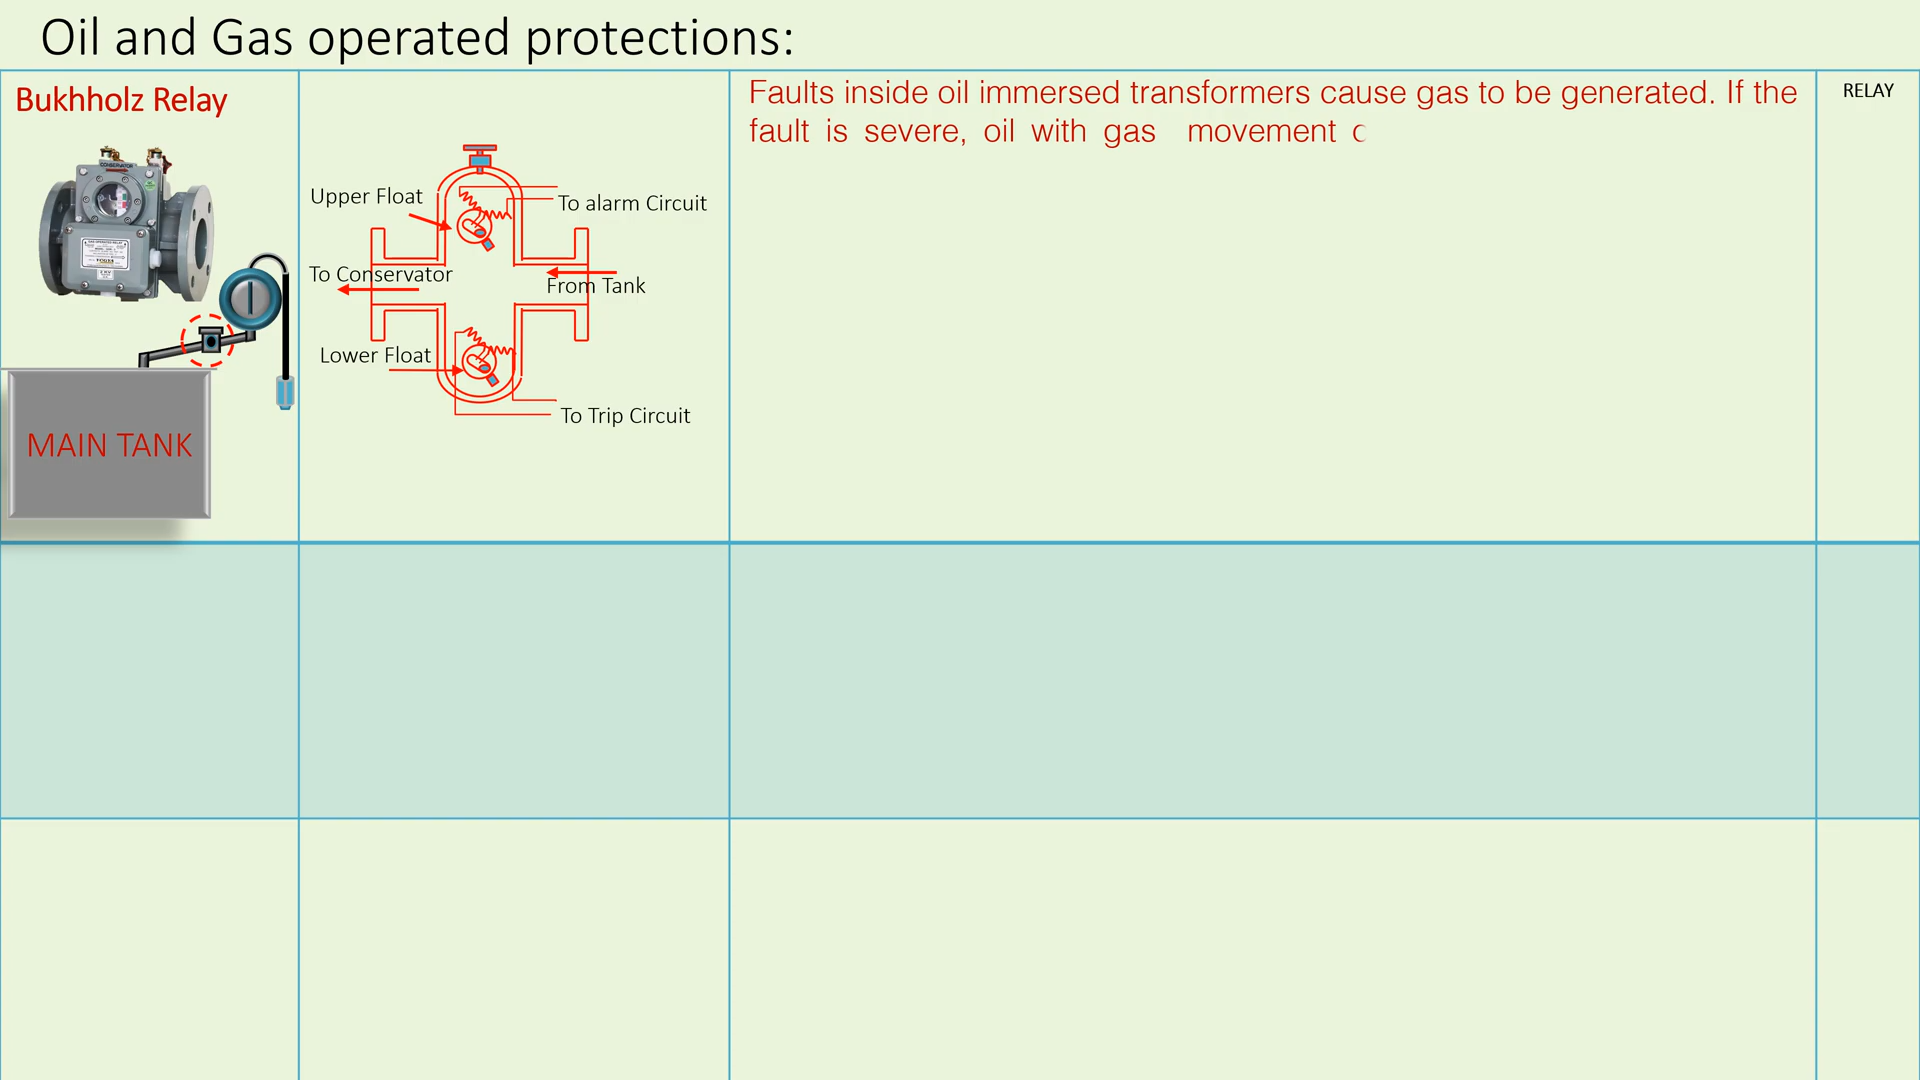 Oil and Gas operated protections:
Bukhholz Relay
CONSERVATOR
MAIN TANK
Upper Float
To alarm Circuit
To Conservator
From Tank
Lower Float
To Trip Circuit
Faults inside oil immersed transformers cause gas to be generated. If the
fault is severe, oil with gas movement c
RELAY